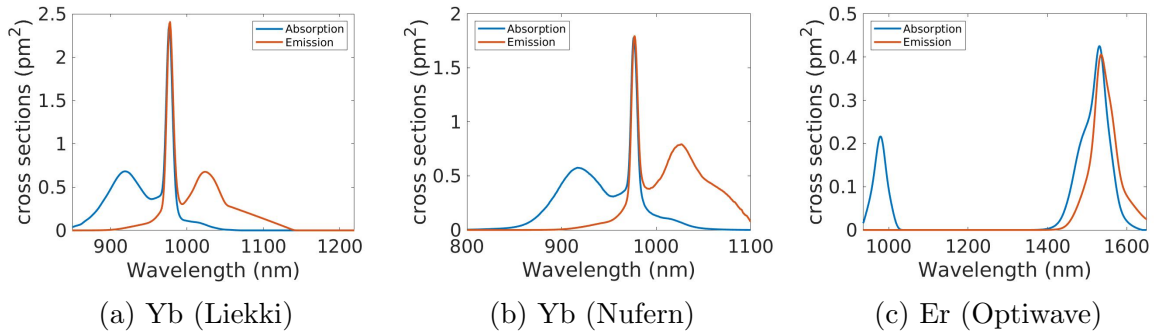 2.5
2
1.5
1
0.5
0
cross sections (pm²)
Absorption
Emission
900
1000
1100
1200
Wavelength (nm)
(a) Yb (Liekki)
2
1.5
1
0.5
0
cross sections (pm²)
Absorption
Emission
800
900
1000
1100
Wavelength (nm)
(b) Yb (Nufern)
0.5
0.4
0.3
0.2
0.1
0
cross sections (pm²)
Absorption
Emission
1000
1200
1400
1600
Wavelength (nm)
(c) Er (Optiwave)